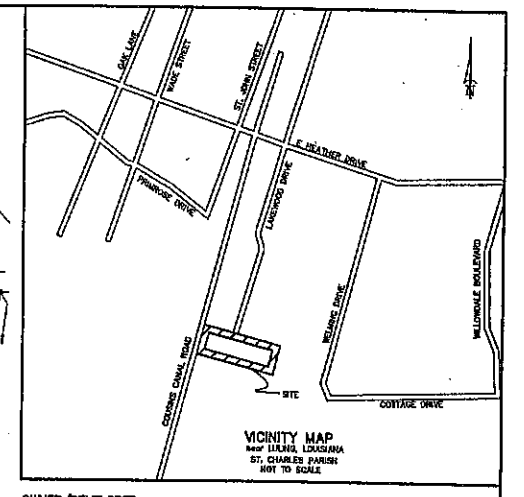 OAK LANE
WADE STREET
ST. JOHN STREET
E HEATHER DRIVE
PRIMROSE DRIVE
LAKEWOOD DRIVE
WILLOWDALE BOULEVARD
COUSINS CANAL ROAD
DRIVE
SITE
COTTAGE DRIVE
VICINITY MAP
near LULING, LOUISIANA
ST. CHARLES PARISH
NOT TO SCALE